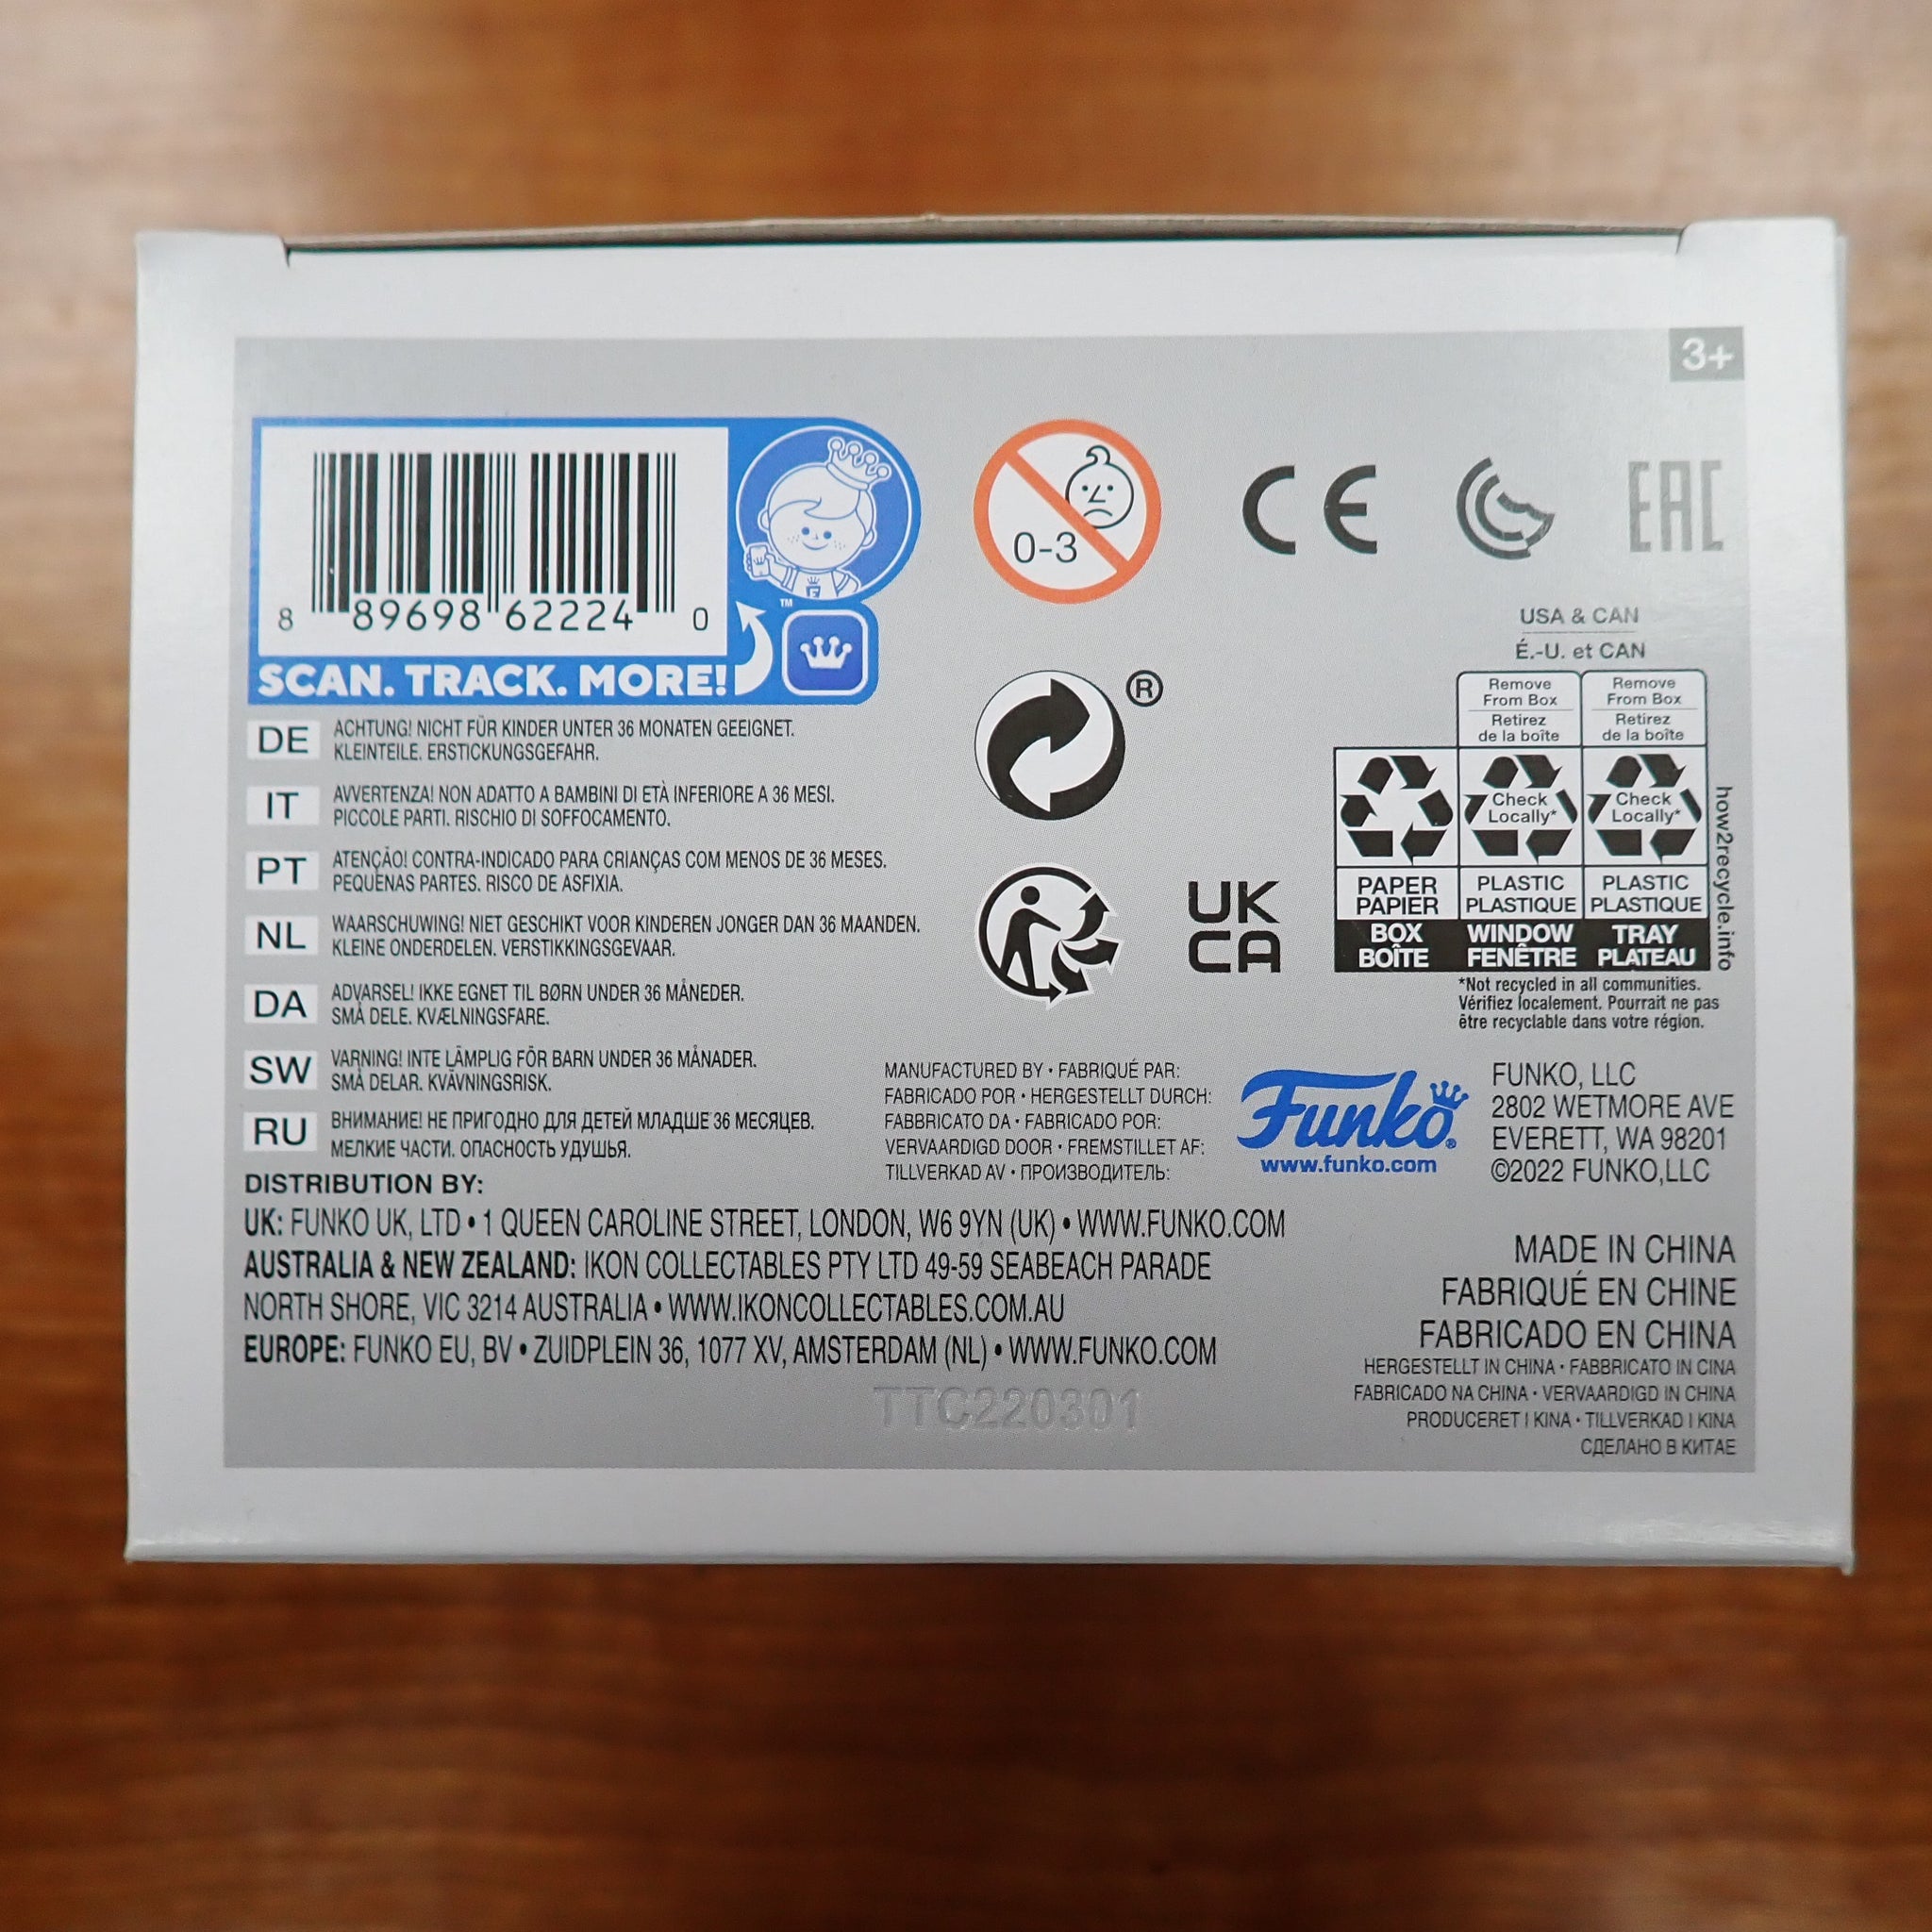 3+
8 89698 62224 0
TM
SCAN. TRACK. MORE!
0-3
CE
EAC
USA & CAN
É.-U. et CAN
®
Remove
From Box
Retirez
de la boîte
Remove
From Box
Retirez
de la boîte
Check
Locally*
Check
Locally*
PAPER
PAPIER
PLASTIC
PLASTIQUE
PLASTIC
PLASTIQUE
BOX
BOÎTE
WINDOW
FENÊTRE
TRAY
PLATEAU
how2recycle.info
*Not recycled in all communities.
Vérifiez localement. Pourrait ne pas
être recyclable dans votre région.
UK
CA
DE ACHTUNG! NICHT FÜR KINDER UNTER 36 MONATEN GEEIGNET.
KLEINTEILE. ERSTICKUNGSGEFAHR.
IT AVVERTENZA! NON ADATTO A BAMBINI DI ETÀ INFERIORE A 36 MESI.
PICCOLE PARTI. RISCHIO DI SOFFOCAMENTO.
PT ATENÇÃO! CONTRA-INDICADO PARA CRIANÇAS COM MENOS DE 36 MESES.
PEQUENAS PARTES. RISCO DE ASFIXIA.
NL WAARSCHUWING! NIET GESCHIKT VOOR KINDEREN JONGER DAN 36 MAANDEN.
KLEINE ONDERDELEN. VERSTIKKINGSGEVAAR.
DA ADVARSEL! IKKE EGNET TIL BØRN UNDER 36 MÅNEDER.
SMÅ DELE. KVÆLNINGSFARE.
SW VARNING! INTE LÄMPLIG FÖR BARN UNDER 36 MÅNADER.
SMÅ DELAR. KVÄVNINGSRISK.
RU ВНИМАНИЕ! НЕ ПРИГОДНО ДЛЯ ДЕТЕЙ МЛАДШЕ 36 МЕСЯЦЕВ.
МЕЛКИЕ ЧАСТИ. ОПАСНОСТЬ УДУШЬЯ.
MANUFACTURED BY • FABRIQUÉ PAR:
FABRICADO POR • HERGESTELLT DURCH:
FABBRICATO DA • FABRICADO POR:
VERVAARDIGD DOOR • FREMSTILLET AF:
TILLVERKAD AV • ПРОИЗВОДИТЕЛЬ:
Funko®
www.funko.com
FUNKO, LLC
2802 WETMORE AVE
EVERETT, WA 98201
©2022 FUNKO,LLC
DISTRIBUTION BY:
UK: FUNKO UK, LTD • 1 QUEEN CAROLINE STREET, LONDON, W6 9YN (UK) • WWW.FUNKO.COM
AUSTRALIA & NEW ZEALAND: IKON COLLECTABLES PTY LTD 49-59 SEABEACH PARADE
NORTH SHORE, VIC 3214 AUSTRALIA • WWW.IKONCOLLECTABLES.COM.AU
EUROPE: FUNKO EU, BV • ZUIDPLEIN 36, 1077 XV, AMSTERDAM (NL) • WWW.FUNKO.COM
MADE IN CHINA
FABRIQUÉ EN CHINE
FABRICADO EN CHINA
HERGESTELLT IN CHINA • FABBRICATO IN CINA
FABRICADO NA CHINA • VERVAARDIGD IN CHINA
PRODUCERET I KINA • TILLVERKAD I KINA
СДЕЛАНО В КИТАЕ
TTC220301